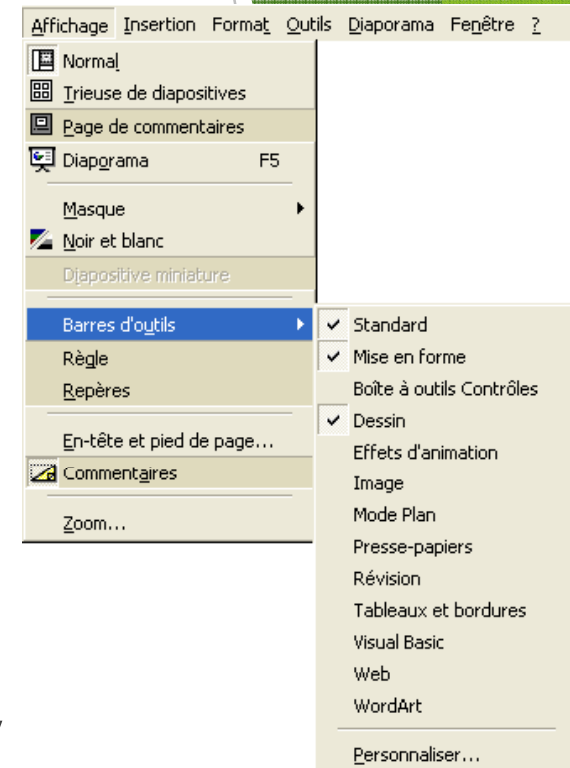 Affichage Insertion Format Outils Diaporama Fenêtre ?
Normal
Trieuse de diapositives
Page de commentaires
Diaporama F5
Masque
Noir et blanc
Diapositive miniature
Barres d'outils
Règle
Repères
En-tête et pied de page...
Commentaires
Zoom...
Standard
Mise en forme
Boîte à outils Contrôles
Dessin
Effets d'animation
Image
Mode Plan
Presse-papiers
Révision
Tableaux et bordures
Visual Basic
Web
WordArt
Personnaliser...